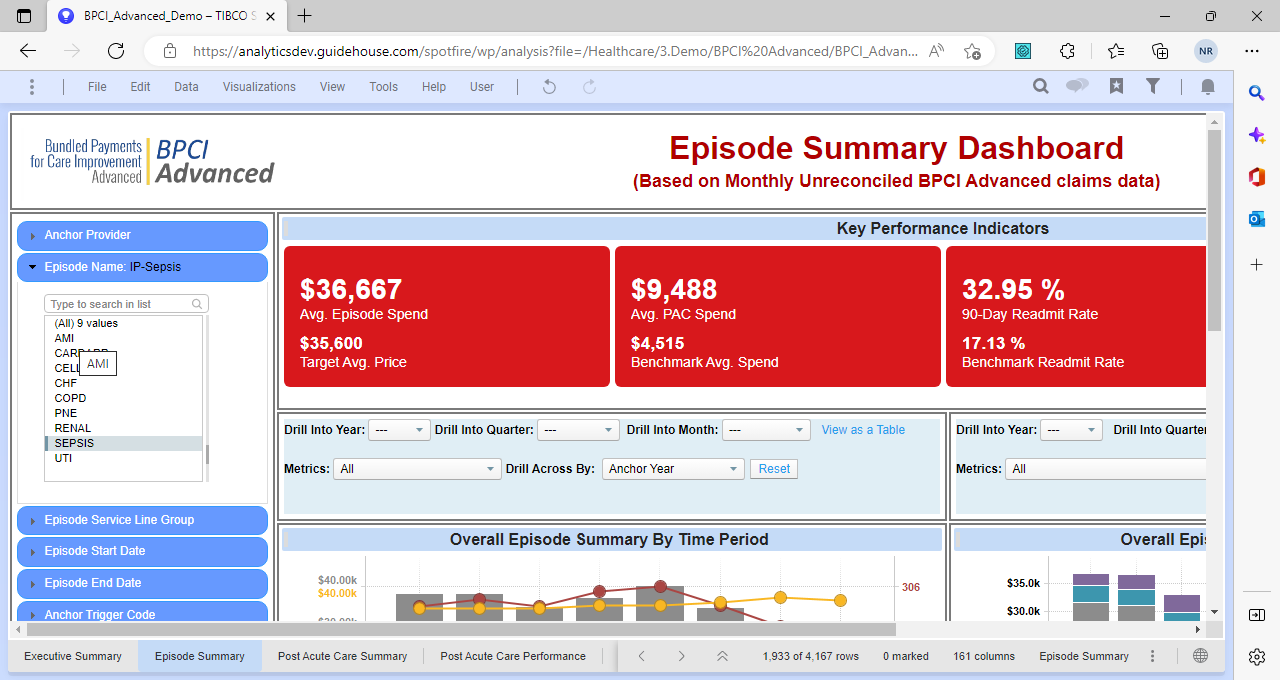 BPCI_Advanced_Demo – TIBCO S
https://analyticsdev.guidehouse.com/spotfire/wp/analysis?file=/Healthcare/3.Demo/BPCI%20Advanced/BPCI_Advan...
NR
File Edit Data Visualizations View Tools Help User
Bundled Payments
for Care Improvement
Advanced
BPCI
Advanced
Episode Summary Dashboard
(Based on Monthly Unreconciled BPCI Advanced claims data)
Anchor Provider
Episode Name: IP-Sepsis
Type to search in list
(All) 9 values
AMI
AMI
CHF
COPD
PNE
RENAL
SEPSIS
UTI
Episode Service Line Group
Episode Start Date
Episode End Date
Anchor Trigger Code
Key Performance Indicators
$36,667
Avg. Episode Spend
$35,600
Target Avg. Price
$9,488
Avg. PAC Spend
$4,515
Benchmark Avg. Spend
32.95 %
90-Day Readmit Rate
17.13 %
Benchmark Readmit Rate
Drill Into Year: --- Drill Into Quarter: --- Drill Into Month: --- View as a Table
Metrics: All Drill Across By: Anchor Year Reset
Drill Into Year: --- Drill Into Quarter
Metrics: All
Overall Episode Summary By Time Period
$40.00k
$40.00k
306
Overall Epis
$35.0k
$30.0k
Executive Summary Episode Summary Post Acute Care Summary Post Acute Care Performance 1,933 of 4,167 rows 0 marked 161 columns Episode Summary